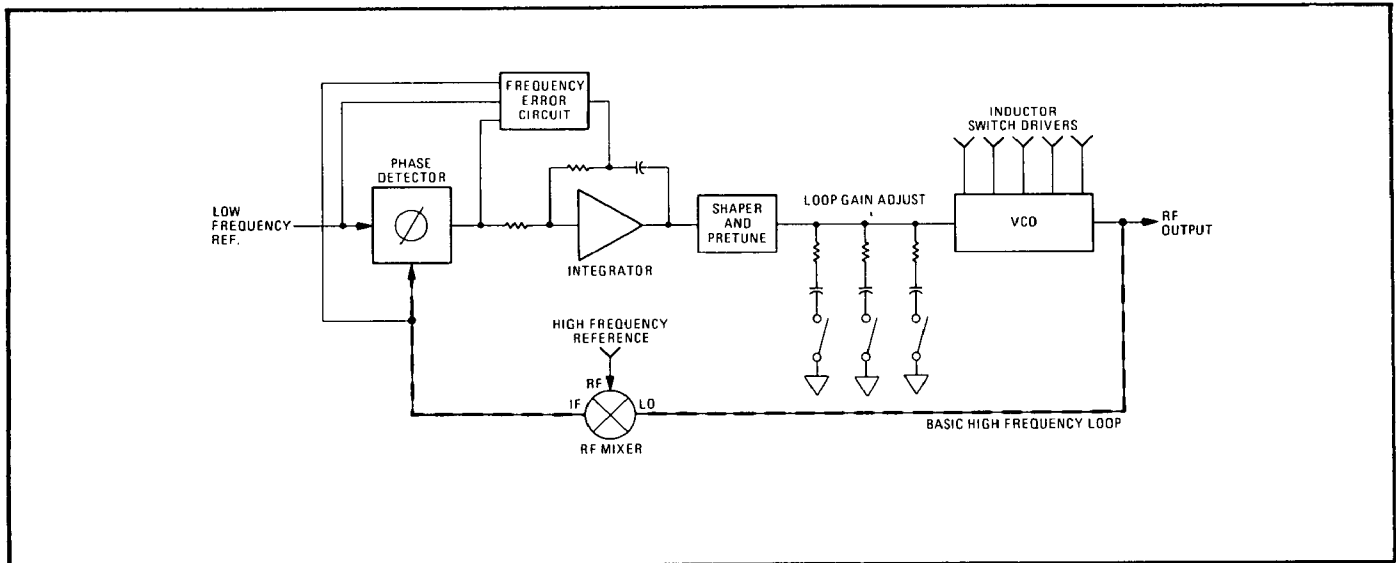 FREQUENCY
ERROR
CIRCUIT
INDUCTOR
SWITCH DRIVERS
PHASE
DETECTOR
LOW
FREQUENCY
REF.
INTEGRATOR
SHAPER
AND
PRETUNE
LOOP GAIN ADJUST
VCO
RF
OUTPUT
HIGH FREQUENCY
REFERENCE
RF
IF
LO
RF MIXER
BASIC HIGH FREQUENCY LOOP